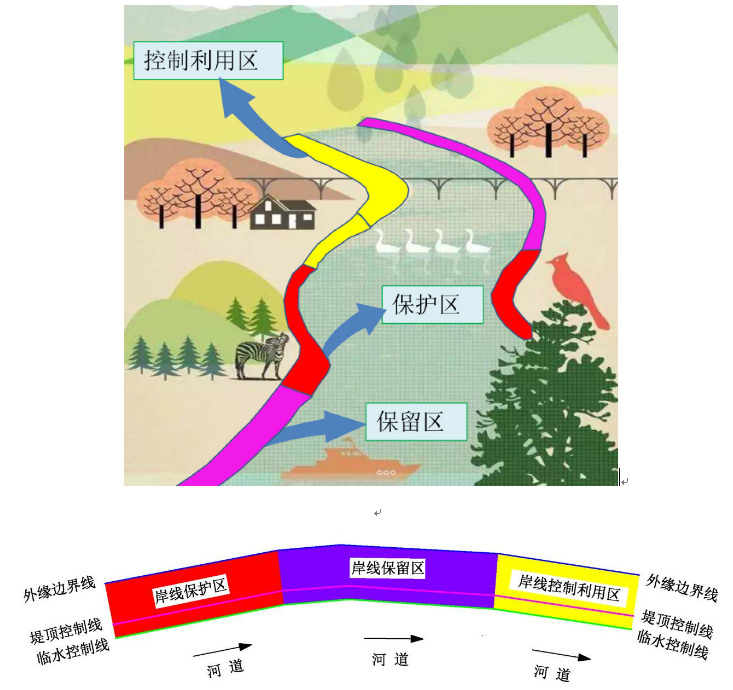 控制利用区
保护区
保留区
岸线保护区
岸线保留区
岸线控制利用区
外缘边界线
堤顶控制线
临水控制线
外缘边界线
堤顶控制线
临水控制线
河道
河道
河道